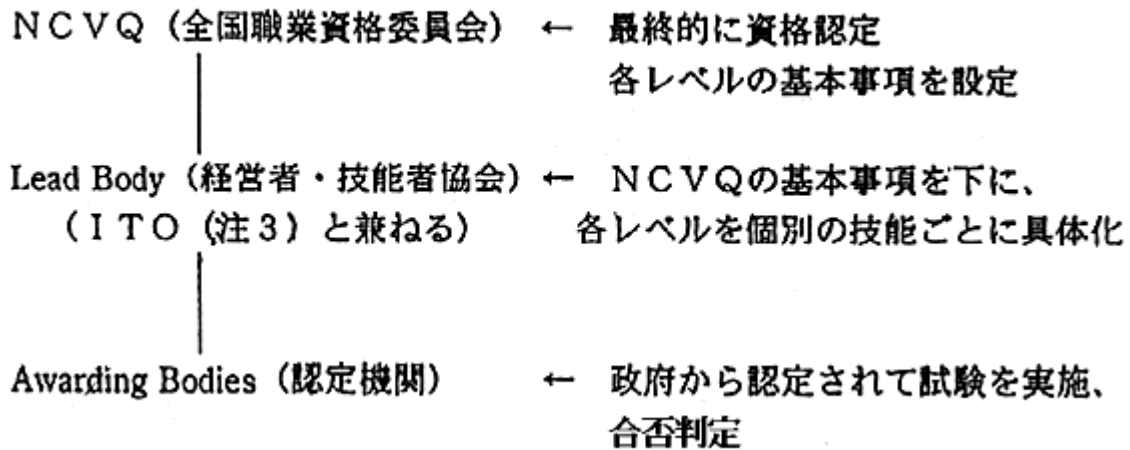 NCVQ(全国職業資格委員会) ← 最終的に資格認定
各レベルの基本事項を設定
Lead Body(経営者・技能者協会) ← NCVQの基本事項を下に、
(ITO(注3)と兼ねる) 各レベルを個別の技能ごとに具体化
Awarding Bodies(認定機関) ← 政府から認定されて試験を実施、
合否判定